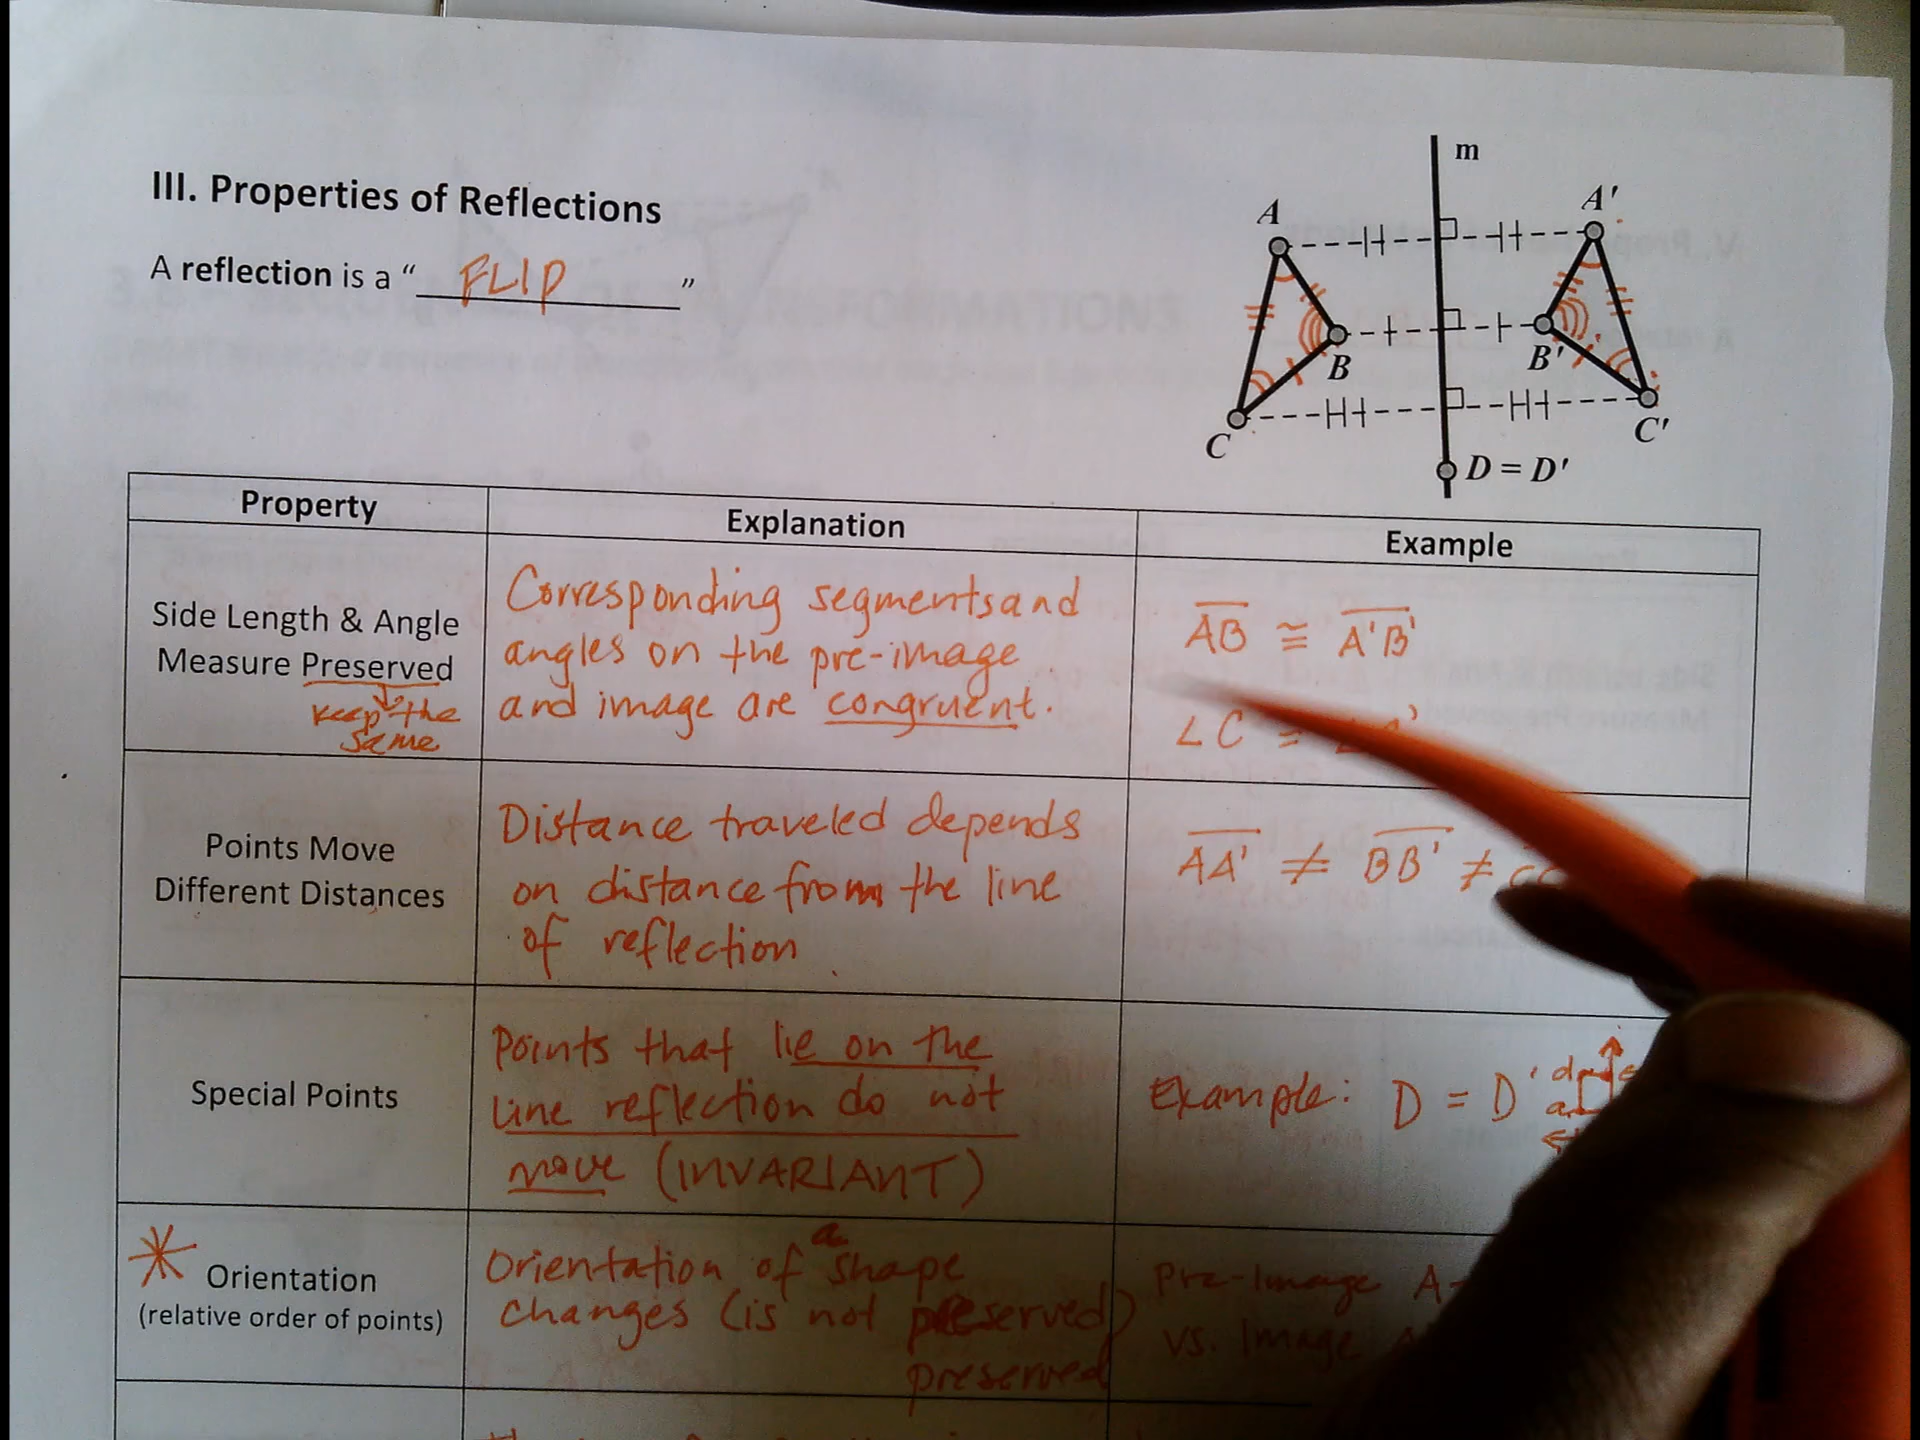 III. Properties of Reflections
A reflection is a “ FLIP ”
m
A
A'
B
B'
C
C'
D = D'
Property
Explanation
Example
Side Length & Angle
Measure Preserved
keep the
same
Corresponding segments and
angles on the pre-image
and image are congruent.
AB ≅ A'B'
∠C ≅
Points Move
Different Distances
Distance traveled depends
on distance from the line
of reflection
AA' ≠ BB' ≠
Special Points
Points that lie on the
line reflection do not
move (INVARIANT)
Example: D = D'
Orientation
(relative order of points)
Orientation of a shape
changes (is not preserved)
preserved
Pre-Image A
vs. Image